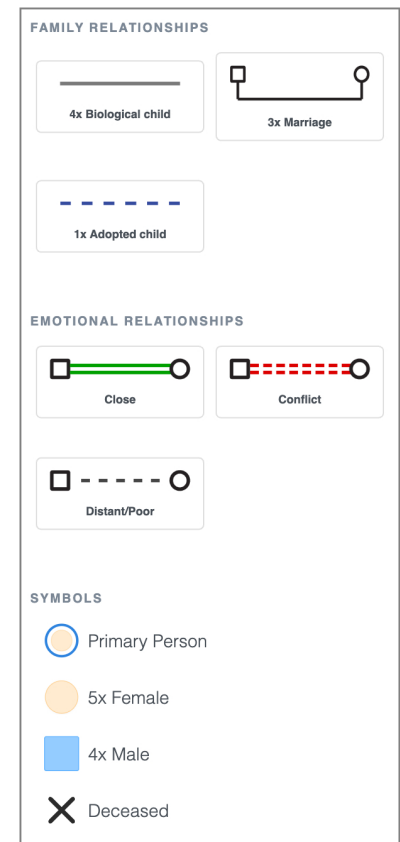 FAMILY RELATIONSHIPS
4x Biological child
3x Marriage
1x Adopted child
EMOTIONAL RELATIONSHIPS
Close
Conflict
Distant/Poor
SYMBOLS
Primary Person
5x Female
4x Male
Deceased